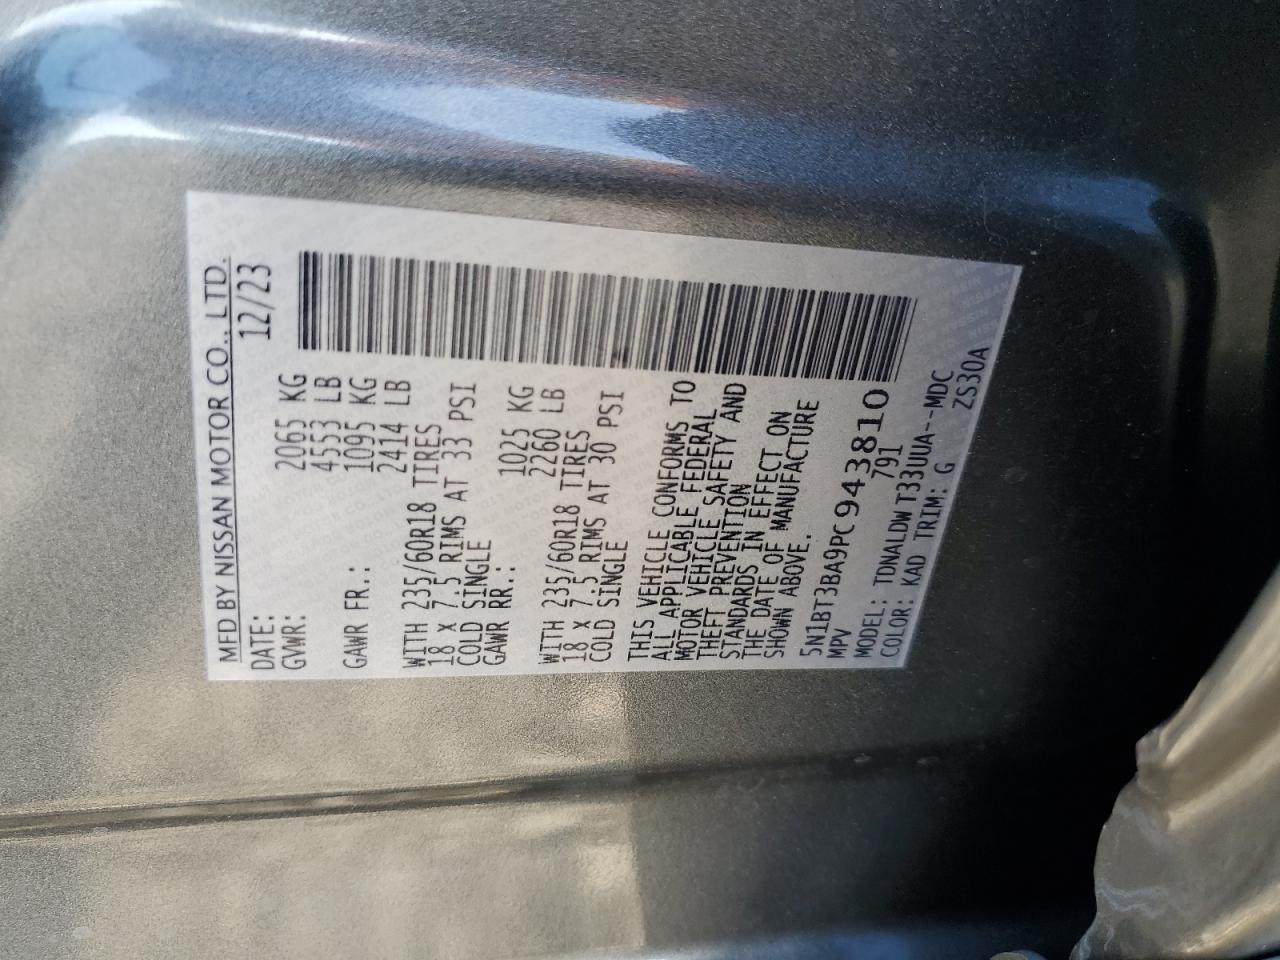 MFD BY NISSAN MOTOR CO., LTD.
DATE: 12/23
GVWR: 2065 KG
4553 LB
GAWR FR.: 1095 KG
2414 LB
WITH 235/60R18 TIRES
18 X 7.5 RIMS AT 33 PSI
COLD SINGLE
GAWR RR.: 1025 KG
2260 LB
WITH 235/60R18 TIRES
18 X 7.5 RIMS AT 30 PSI
COLD SINGLE
THIS VEHICLE CONFORMS TO
ALL APPLICABLE FEDERAL
MOTOR VEHICLE SAFETY AND
THEFT PREVENTION
STANDARDS IN EFFECT ON
THE DATE OF MANUFACTURE
SHOWN ABOVE.
5N1BT3BA9PC943810
MPV 791
MODEL: TDNALDWT33UUA--MDC
COLOR: KAD TRIM: G ZS30A